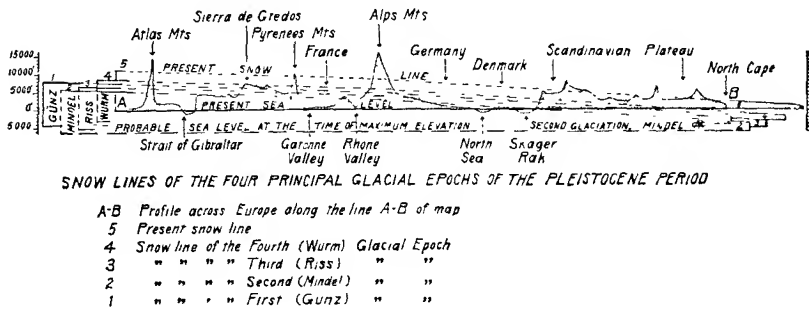 Sierra de Gredos Alps Mts
Atlas Mts Pyrenees Mts
France Germany Denmark Scandinavian Plateau
North Cape
15000
10000
5000
0
5000
GÜNZ MINDEL RISS WURM
1 2 3 4 5
PRESENT SNOW LINE
A PRESENT SEA LEVEL B
PROBABLE SEA LEVEL AT THE TIME OF MAXIMUM ELEVATION SECOND GLACIATION, MINDEL
Strait of Gibraltar Garonne Valley Rhone Valley North Sea Skager Rak
SNOW LINES OF THE FOUR PRINCIPAL GLACIAL EPOCHS OF THE PLEISTOCENE PERIOD
A-B Profile across Europe along the line A-B of map
5 Present snow line
4 Snow line of the Fourth (Wurm) Glacial Epoch
3 " " " " Third (Riss) " "
2 " " " " Second (Mindel) " "
1 " " " " First (Gunz) " "